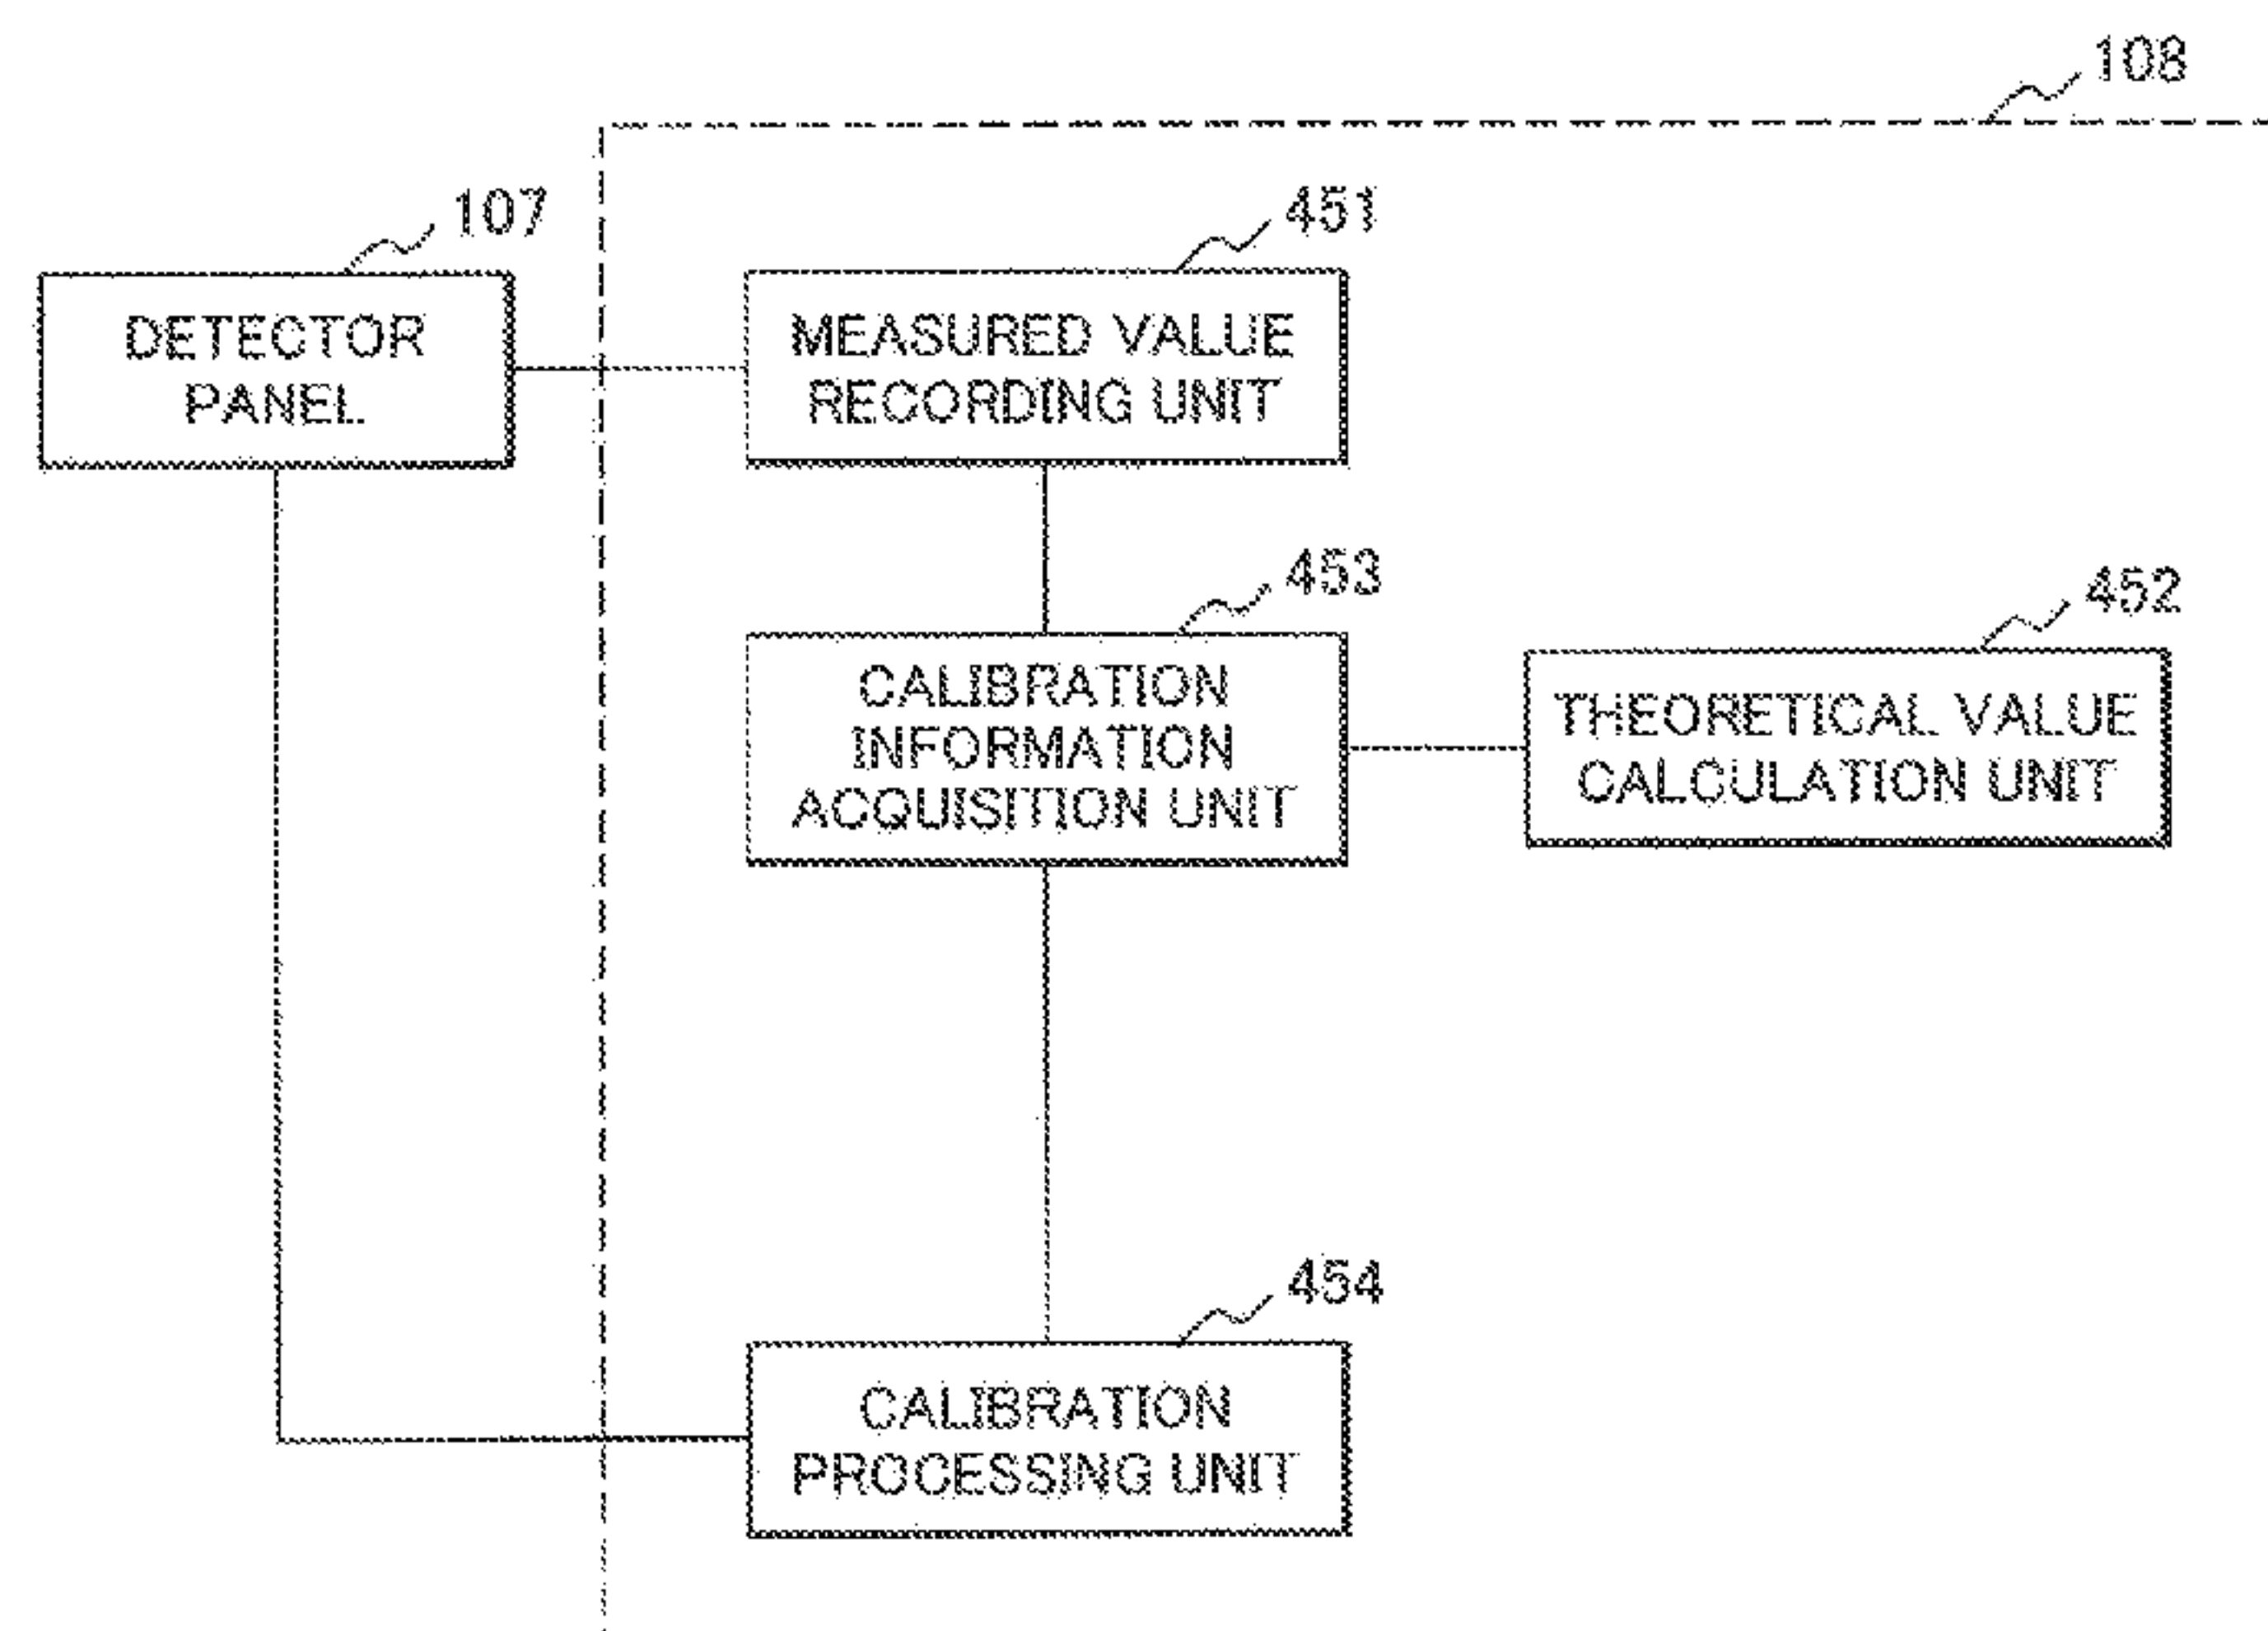 108
107
451
DETECTOR
PANEL
MEASURED VALUE
RECORDING UNIT
453
452
CALIBRATION
INFORMATION
ACQUISITION UNIT
THEORETICAL VALUE
CALCULATION UNIT
454
CALIBRATION
PROCESSING UNIT